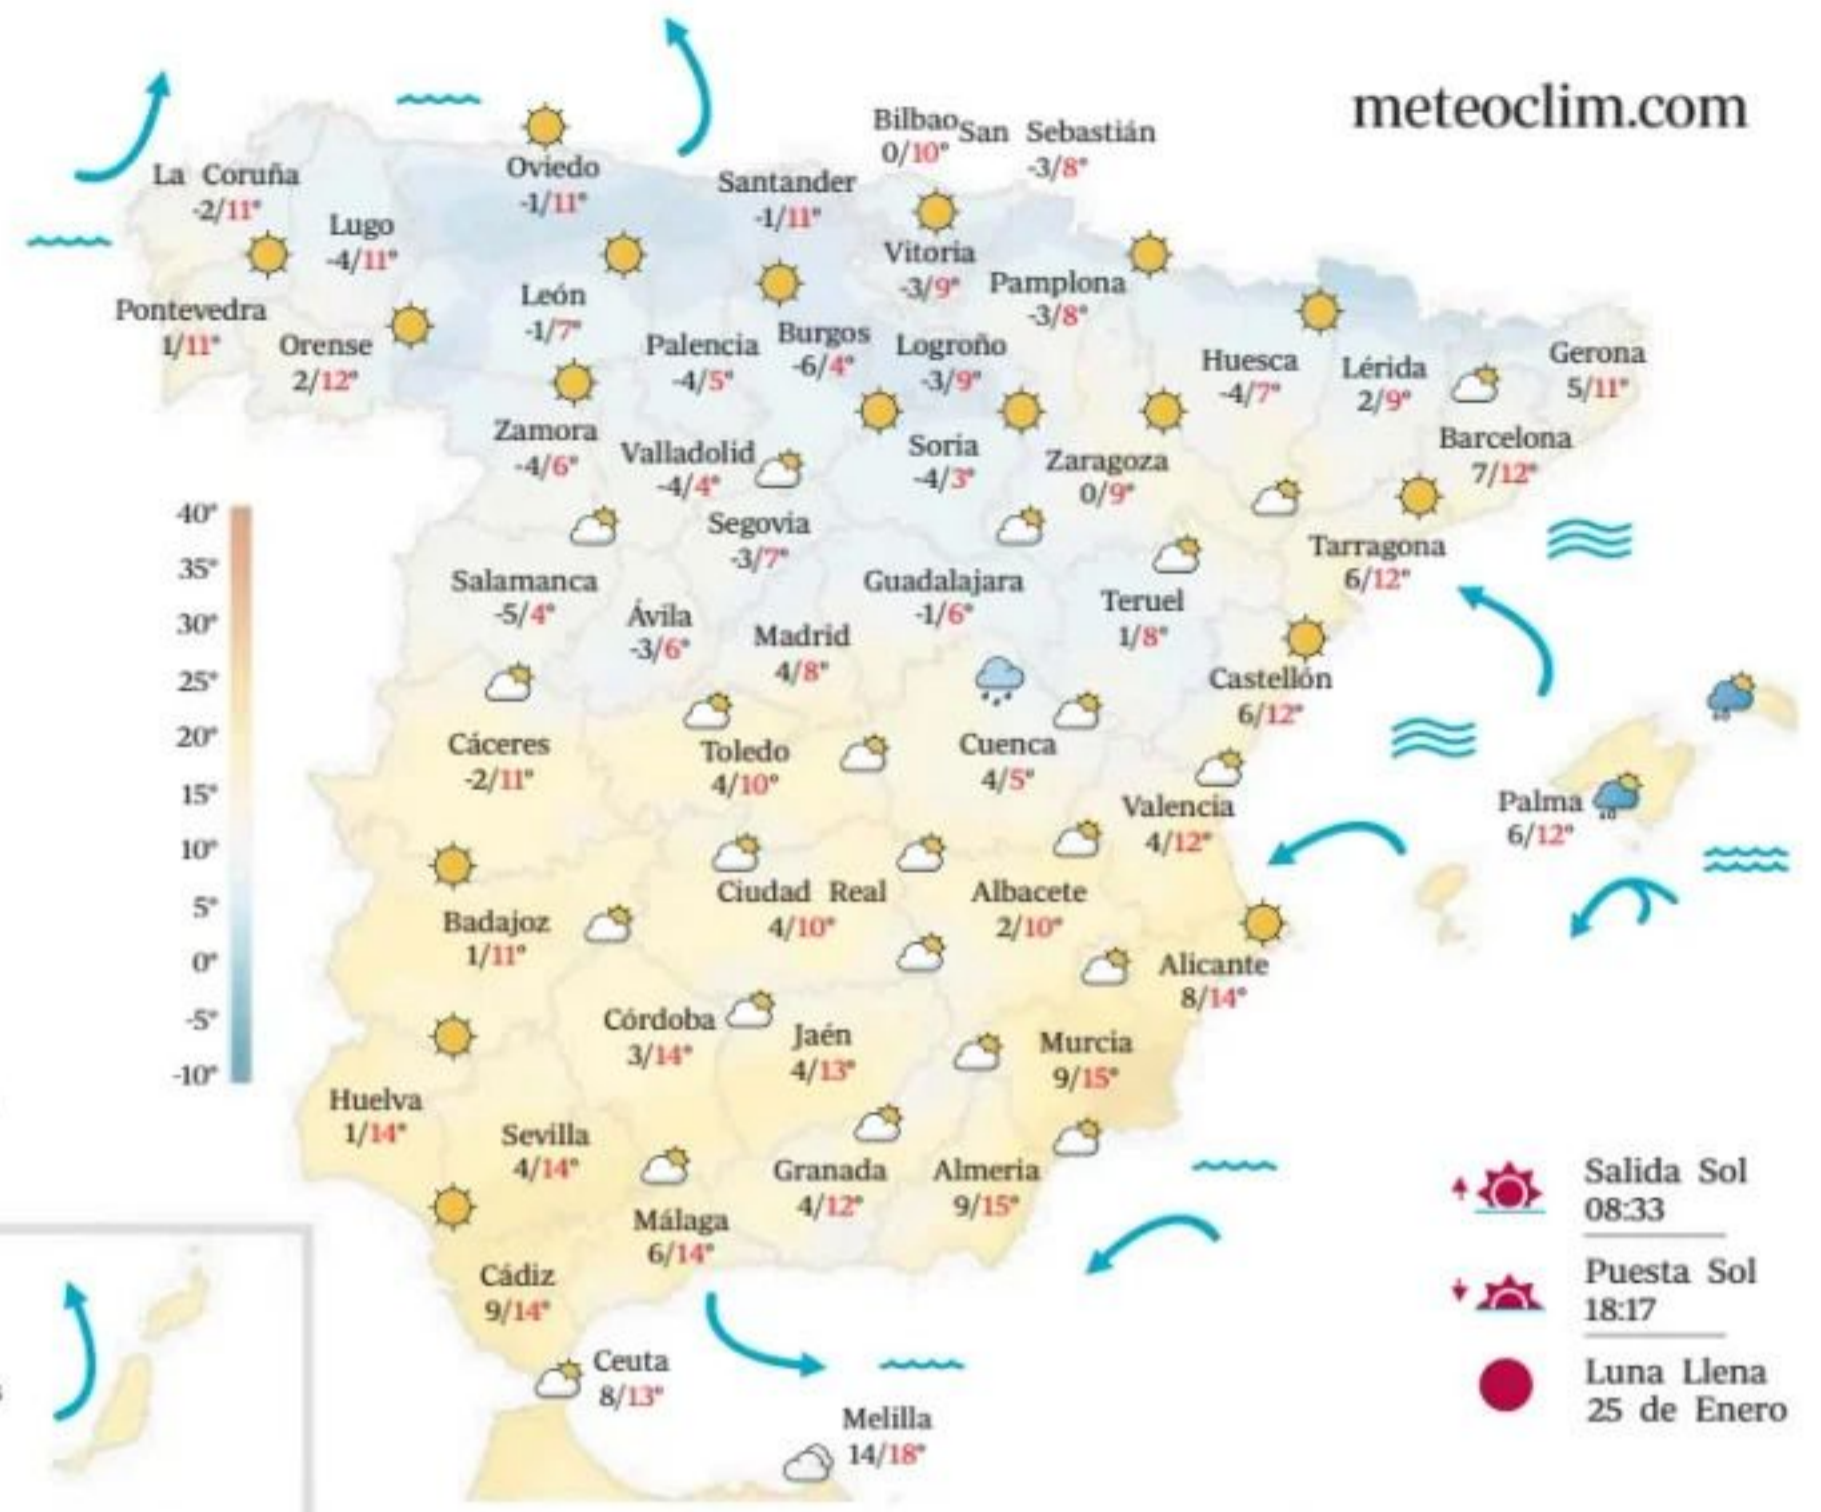 meteoclim.com
Bilbao
0/10°
San Sebastián
-3/8°
La Coruña
-2/11°
Oviedo
-1/11°
Santander
-1/11°
Lugo
-4/11°
Vitoria
-3/9°
Pamplona
-3/8°
Pontevedra
1/11°
Orense
2/12°
León
-1/7°
Palencia
-4/5°
Burgos
-6/4°
Logroño
-3/9°
Huesca
-4/7°
Lérida
2/9°
Gerona
5/11°
Zamora
-4/6°
Valladolid
-4/4°
Soria
-4/3°
Zaragoza
0/9°
Barcelona
7/12°
Segovia
-3/7°
Tarragona
6/12°
Salamanca
-5/4°
Ávila
-3/6°
Madrid
4/8°
Guadalajara
-1/6°
Teruel
1/8°
Castellón
6/12°
Cáceres
-2/11°
Toledo
4/10°
Cuenca
4/5°
Valencia
4/12°
Palma
6/12°
Badajoz
1/11°
Ciudad Real
4/10°
Albacete
2/10°
Alicante
8/14°
Córdoba
3/14°
Jaén
4/13°
Murcia
9/15°
Huelva
1/14°
Sevilla
4/14°
Granada
4/12°
Almeria
9/15°
Málaga
6/14°
Cádiz
9/14°
Ceuta
8/13°
Melilla
14/18°
40°
35°
30°
25°
20°
15°
10°
5°
0°
-5°
-10°
Salida Sol
08:33
Puesta Sol
18:17
Luna Llena
25 de Enero